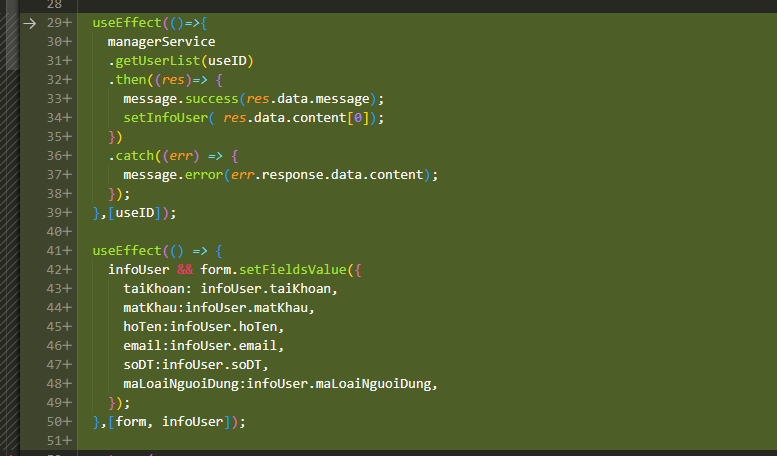 28
29+ useEffect(()=>{
30+ managerService
31+ .getUserList(useID)
32+ .then((res)=> {
33+ message.success(res.data.message);
34+ setInfoUser( res.data.content[0]);
35+ })
36+ .catch((err) => {
37+ message.error(err.response.data.content);
38+ });
39+ },[useID]);
40+
41+ useEffect(() => {
42+ infoUser && form.setFieldsValue({
43+ taiKhoan: infoUser.taiKhoan,
44+ matKhau:infoUser.matKhau,
45+ hoTen:infoUser.hoTen,
46+ email:infoUser.email,
47+ soDT:infoUser.soDT,
48+ maLoaiNguoiDung:infoUser.maLoaiNguoiDung,
49+ });
50+ },[form, infoUser]);
51+